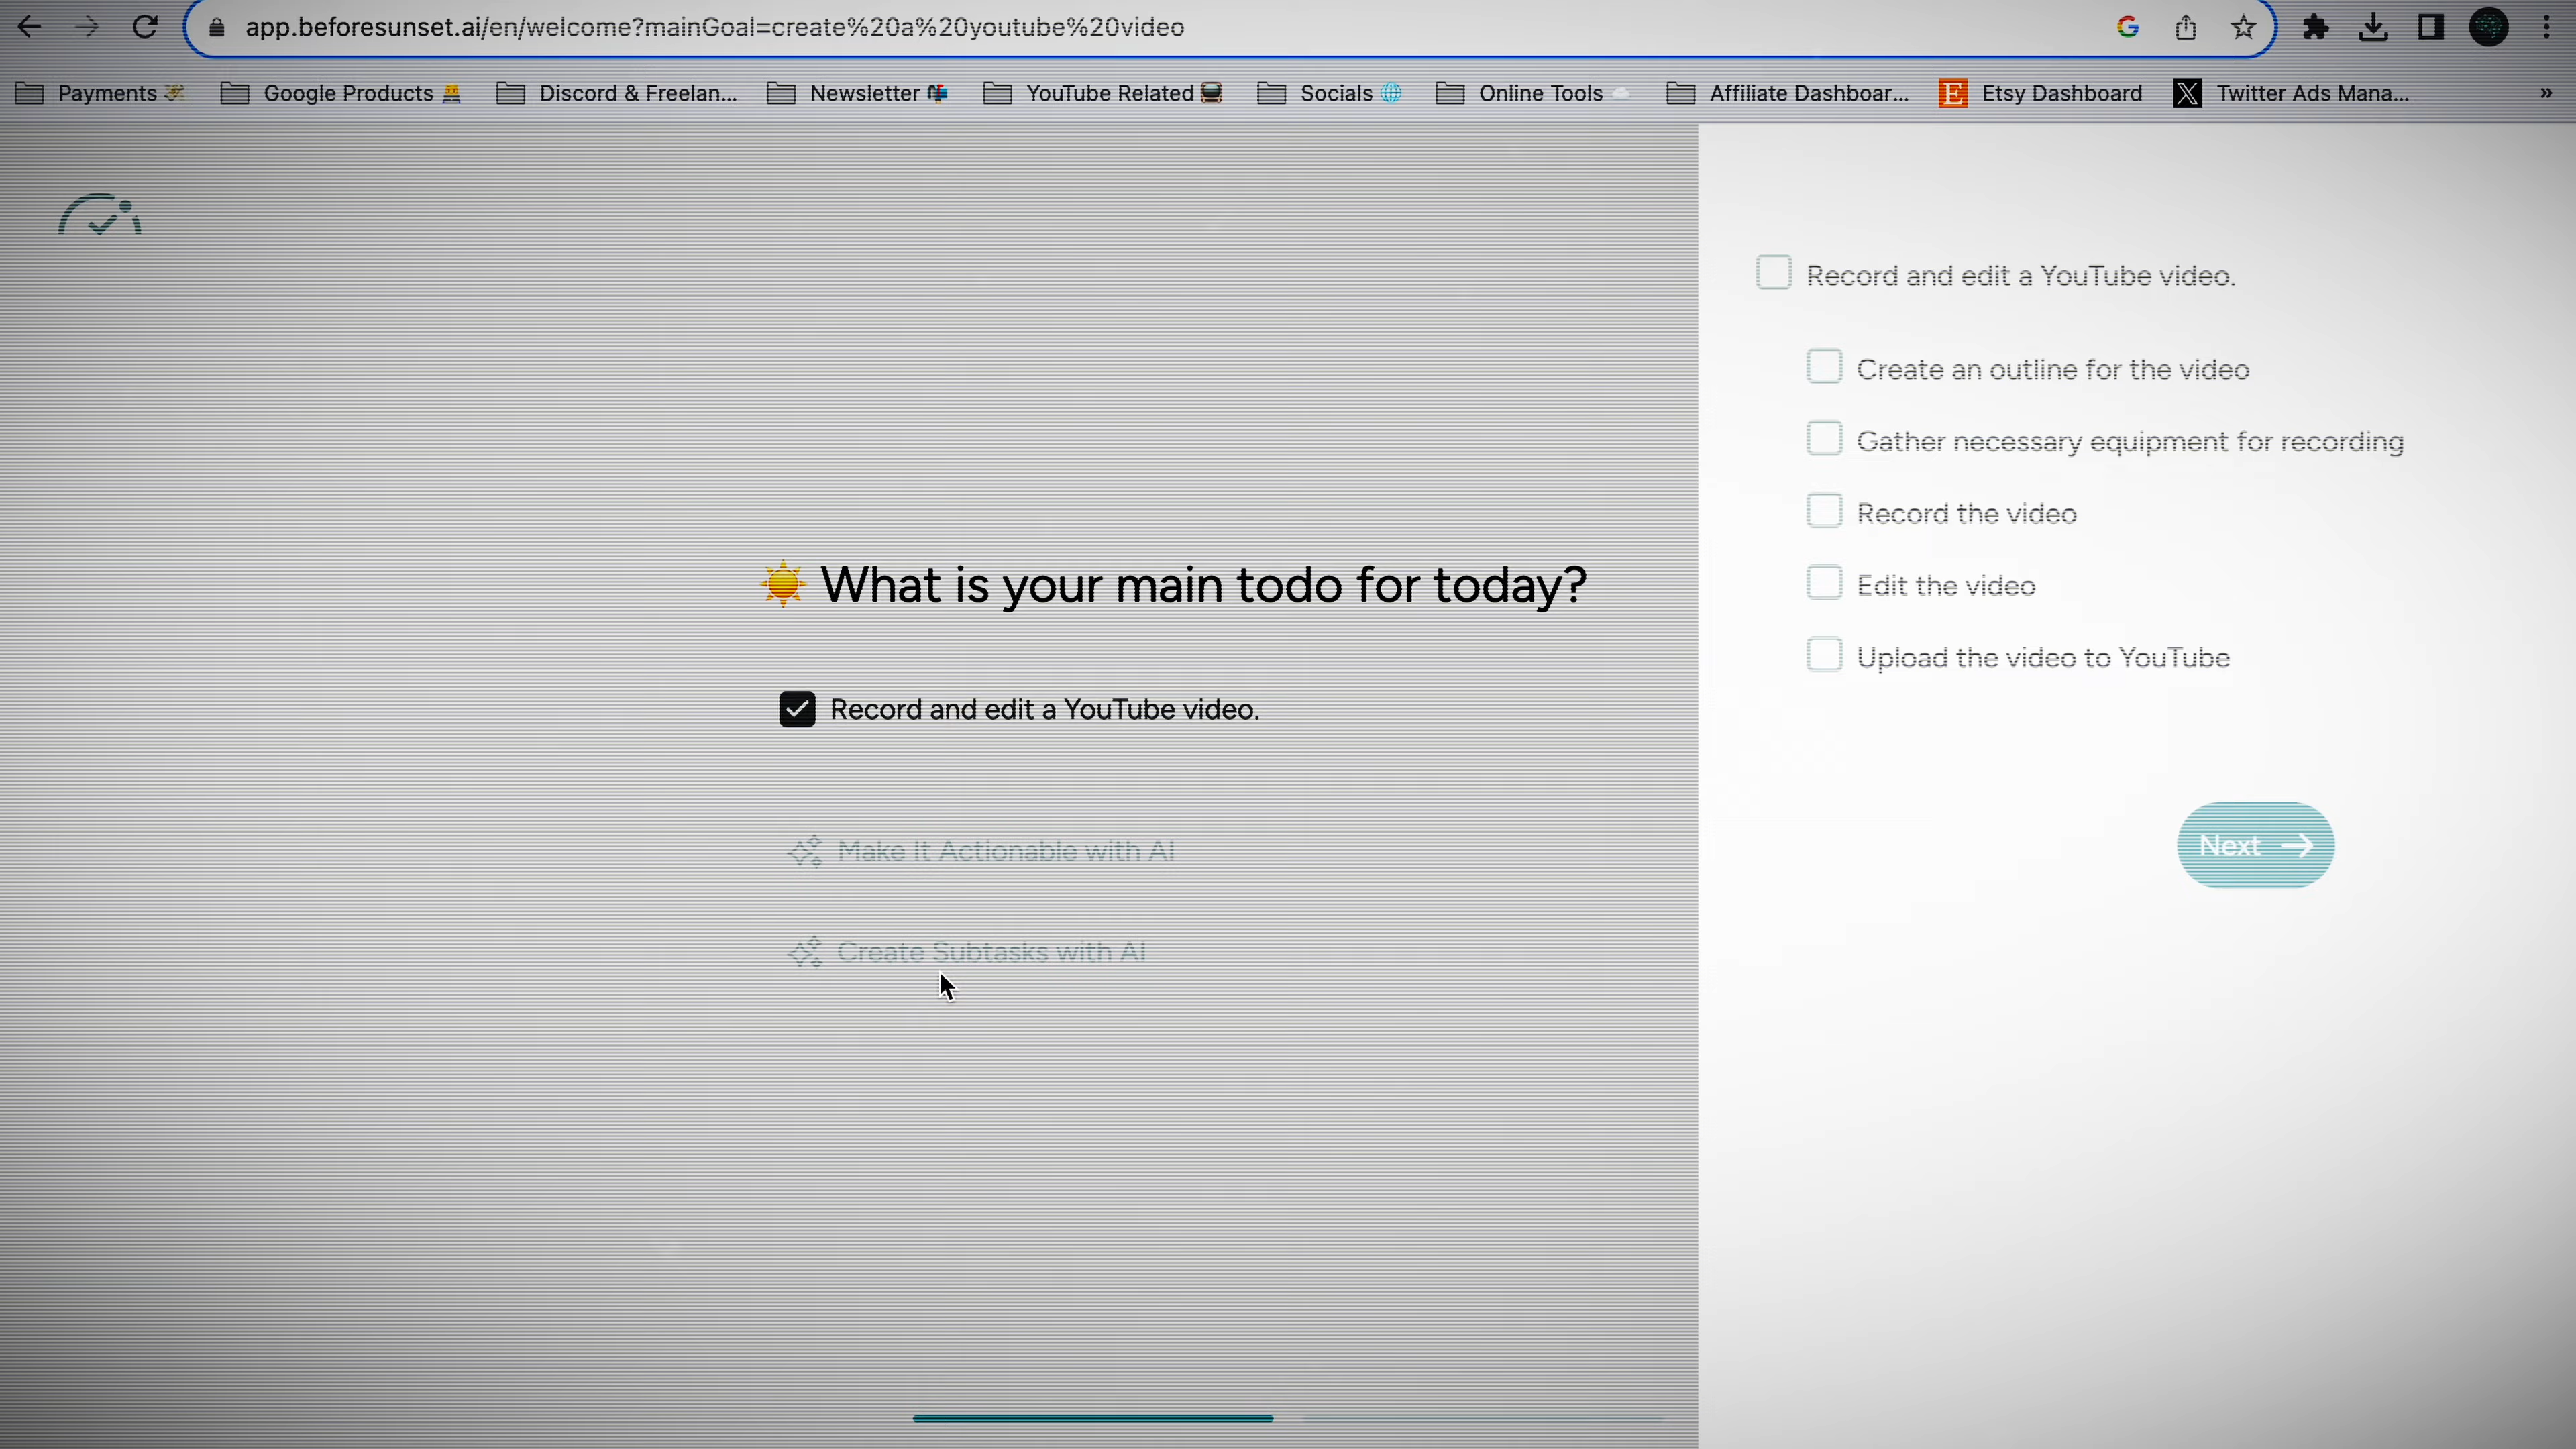 app.beforesunset.ai/en/welcome?mainGoal=create%20a%20youtube%20video
Payments
Google Products
Discord & Freelan...
Newsletter
YouTube Related
Socials
Online Tools
Affiliate Dashboar...
Etsy Dashboard
Twitter Ads Mana...
»
What is your main todo for today?
Record and edit a YouTube video.
Make It Actionable with AI
Create Subtasks with AI
Record and edit a YouTube video.
Create an outline for the video
Gather necessary equipment for recording
Record the video
Edit the video
Upload the video to YouTube
Next